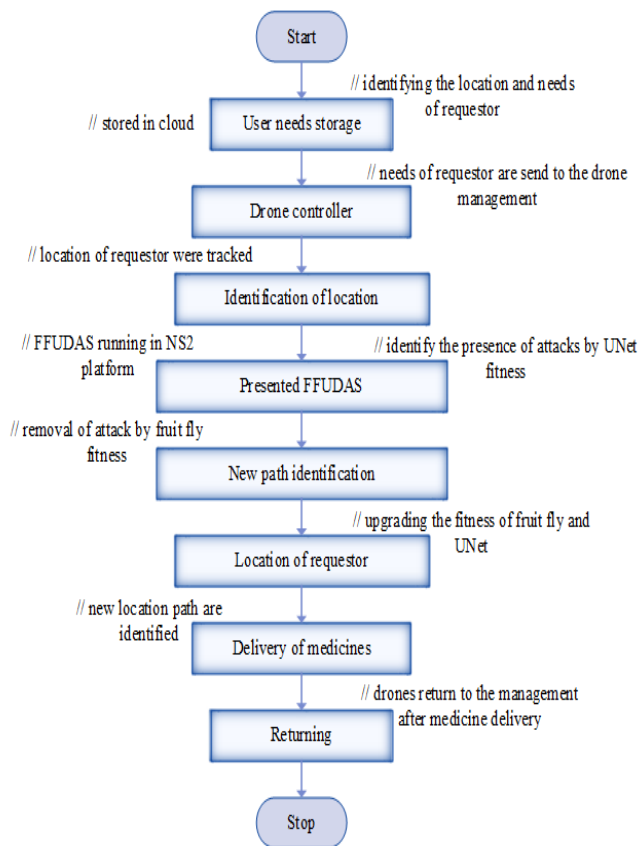 Start
// identifying the location and needs
of requestor
// stored in cloud
User needs storage
// needs of requestor are send to the drone
management
Drone controller
// location of requestor were tracked
Identification of location
// FFUDAS running in NS2
platform
// identify the presence of attacks by UNet
fitness
Presented FFUDAS
// removal of attack by fruit fly
fitness
New path identification
// upgrading the fitness of fruit fly and
UNet
Location of requestor
// new location path are
identified
Delivery of medicines
// drones return to the management
after medicine delivery
Returning
Stop